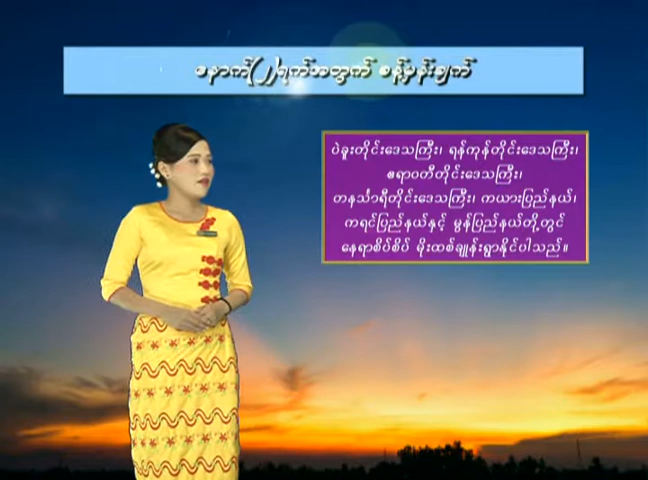 နောက်(၂)ရက်အတွက် ခန့်မှန်းချက်
ပဲခူးတိုင်းဒေသကြီး၊ ရန်ကုန်တိုင်းဒေသကြီး၊
ဧရာဝတီတိုင်းဒေသကြီး၊
တနင်္သာရီတိုင်းဒေသကြီး၊ ကယားပြည်နယ်၊
ကရင်ပြည်နယ်နှင့် မွန်ပြည်နယ်တို့တွင်
နေရာစိပ်စိပ် မိုးထစ်ချုန်းရွာနိုင်ပါသည်။